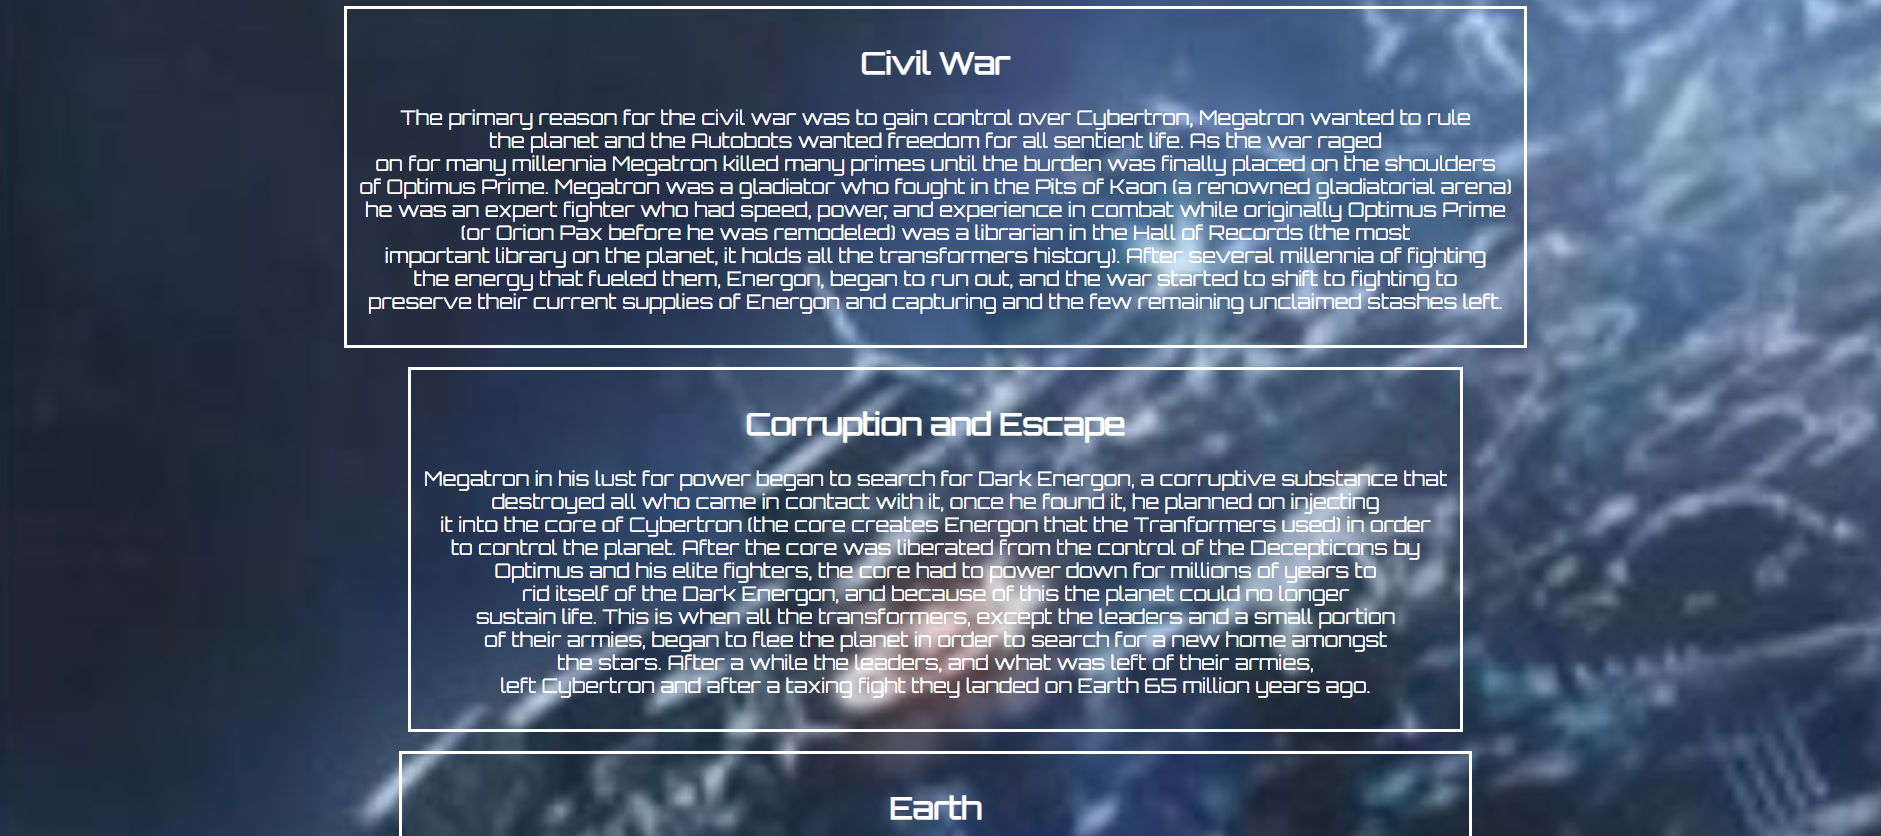 Civil War
The primary reason for the civil war was to gain control over Cybertron, Megatron wanted to rule
the planet and the Autobots wanted freedom for all sentient life. As the war raged
on for many millennia Megatron killed many primes until the burden was finally placed on the shoulders
of Optimus Prime. Megatron was a gladiator who fought in the Pits of Kaon (a renowned gladiatorial arena)
he was an expert fighter who had speed, power, and experience in combat while originally Optimus Prime
(or Orion Pax before he was remodeled) was a librarian in the Hall of Records (the most
important library on the planet, it holds all the transformers history). After several millennia of fighting
the energy that fueled them, Energon, began to run out, and the war started to shift to fighting to
preserve their current supplies of Energon and capturing and the few remaining unclaimed stashes left.
Corruption and Escape
Megatron in his lust for power began to search for Dark Energon, a corruptive substance that
destroyed all who came in contact with it, once he found it, he planned on injecting
it into the core of Cybertron (the core creates Energon that the Tranformers used) in order
to control the planet. After the core was liberated from the control of the Decepticons by
Optimus and his elite fighters, the core had to power down for millions of years to
rid itself of the Dark Energon, and because of this the planet could no longer
sustain life. This is when all the transformers, except the leaders and a small portion
of their armies, began to flee the planet in order to search for a new home amongst
the stars. After a while the leaders, and what was left of their armies,
left Cybertron and after a taxing fight they landed on Earth 65 million years ago.
Earth